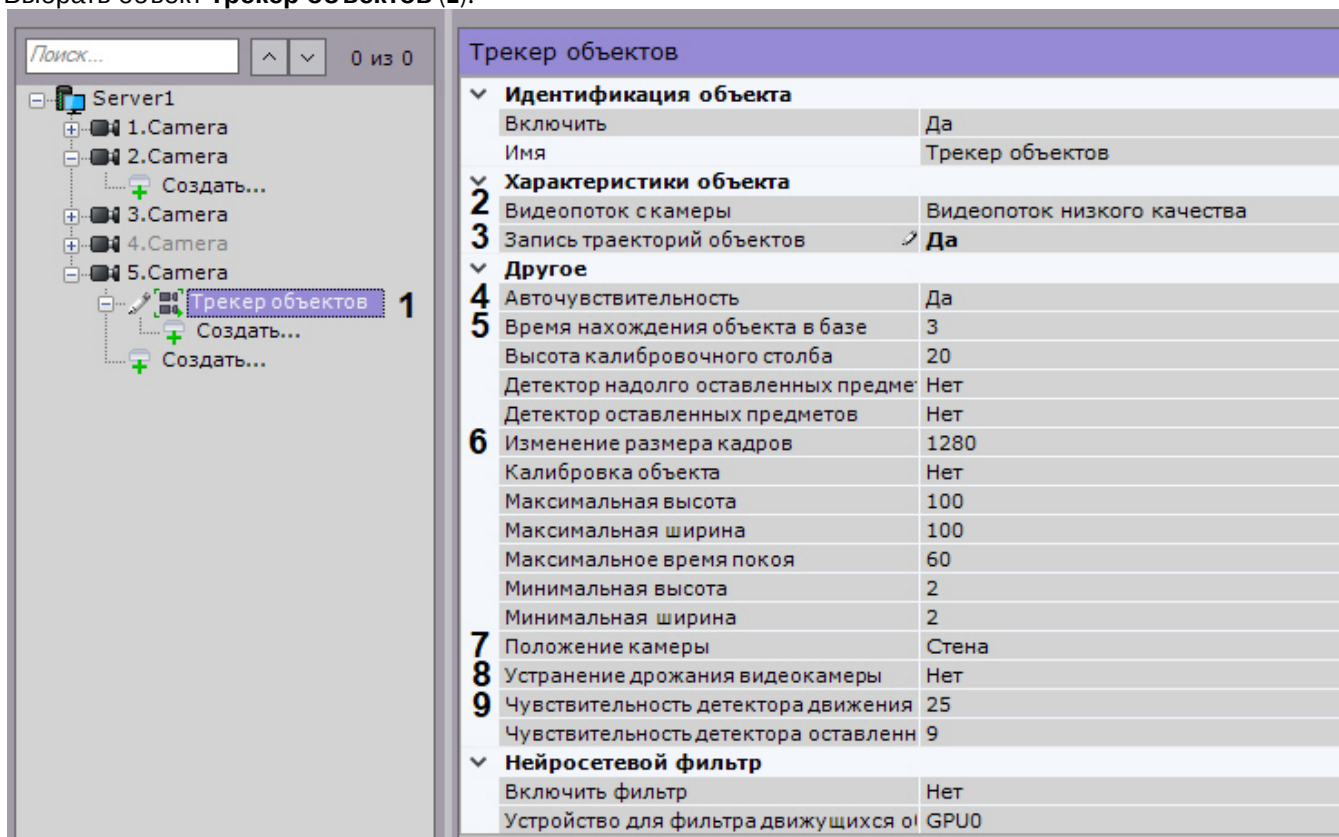 Выбрать объект Трекер объектов (1).
Поиск...
0 из 0
Server1
1.Camera
2.Camera
Создать...
3.Camera
4.Camera
5.Camera
Трекер объектов 1
Создать...
Создать...
Трекер объектов
Идентификация объекта
Включить Да
Имя Трекер объектов
Характеристики объекта
2 Видеопоток с камеры Видеопоток низкого качества
3 Запись траекторий объектов Да
Другое
4 Авточувствительность Да
5 Время нахождения объекта в базе 3
Высота калибровочного столба 20
Детектор надолго оставленных предме Нет
Детектор оставленных предметов Нет
6 Изменение размера кадров 1280
Калибровка объекта Нет
Максимальная высота 100
Максимальная ширина 100
Максимальное время покоя 60
Минимальная высота 2
Минимальная ширина 2
7 Положение камеры Стена
8 Устранение дрожания видеокамеры Нет
9 Чувствительность детектора движения 25
Чувствительность детектора оставленн 9
Нейросетевой фильтр
Включить фильтр Нет
Устройство для фильтра движущихся о GPU0